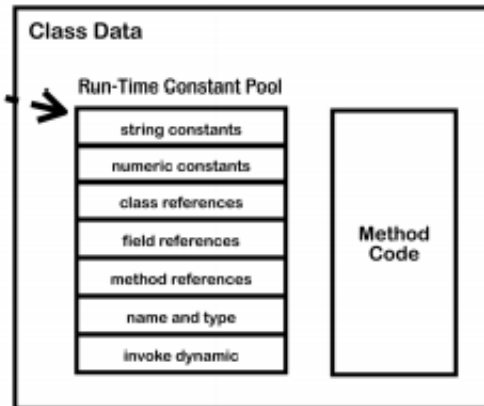 Class Data
Run-Time Constant Pool
string constants
numeric constants
class references
field references
method references
name and type
invoke dynamic
Method
Code